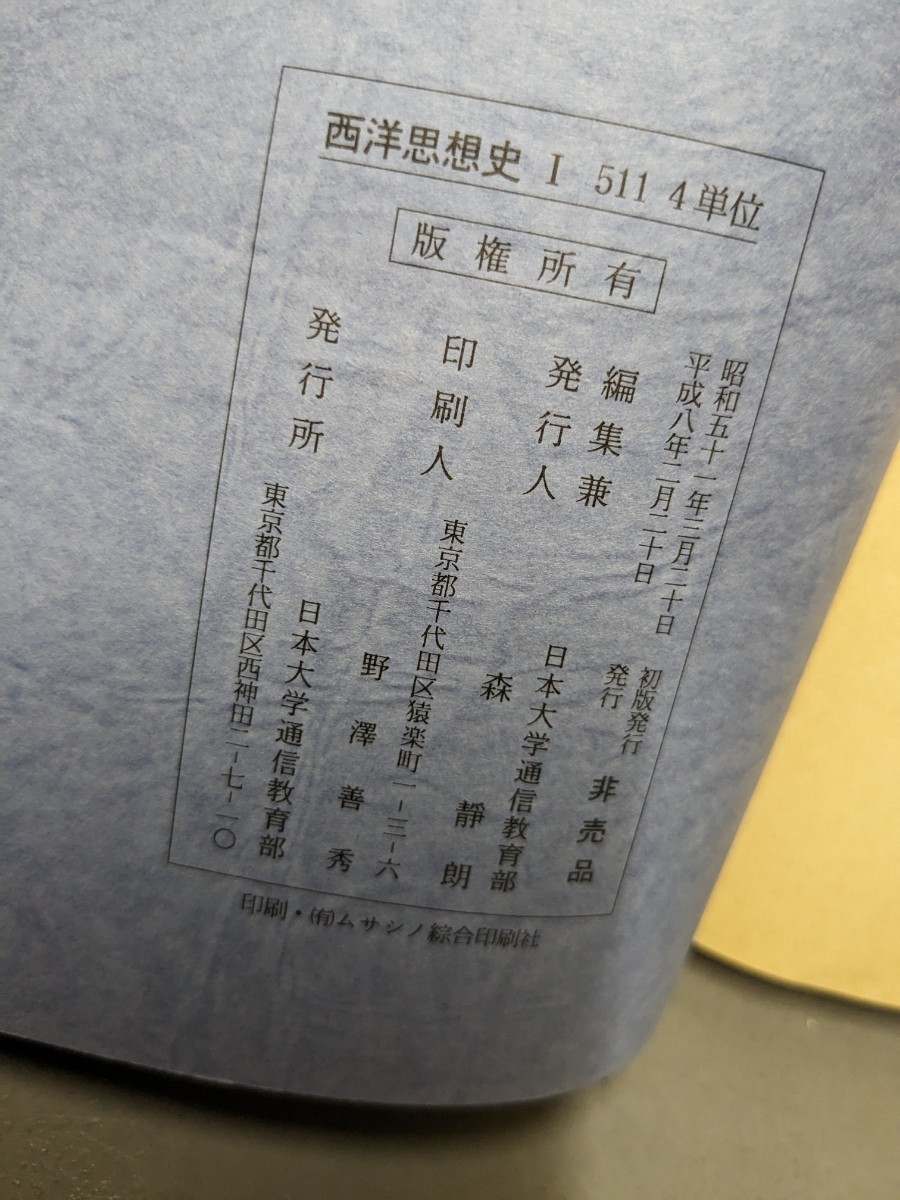 西洋思想史 Ⅰ 511 4単位
版権所有
昭和五十一年三月二十日 初版発行
平成八年二月二十日 発行
非売品
編集兼
発行人
日本大学通信教育部
森 靜朗
印刷人
東京都千代田区猿楽町一-三-六
野澤善秀
発行所
日本大学通信教育部
東京都千代田区西神田二-七-一〇
印刷・(有)ムサシノ綜合印刷社